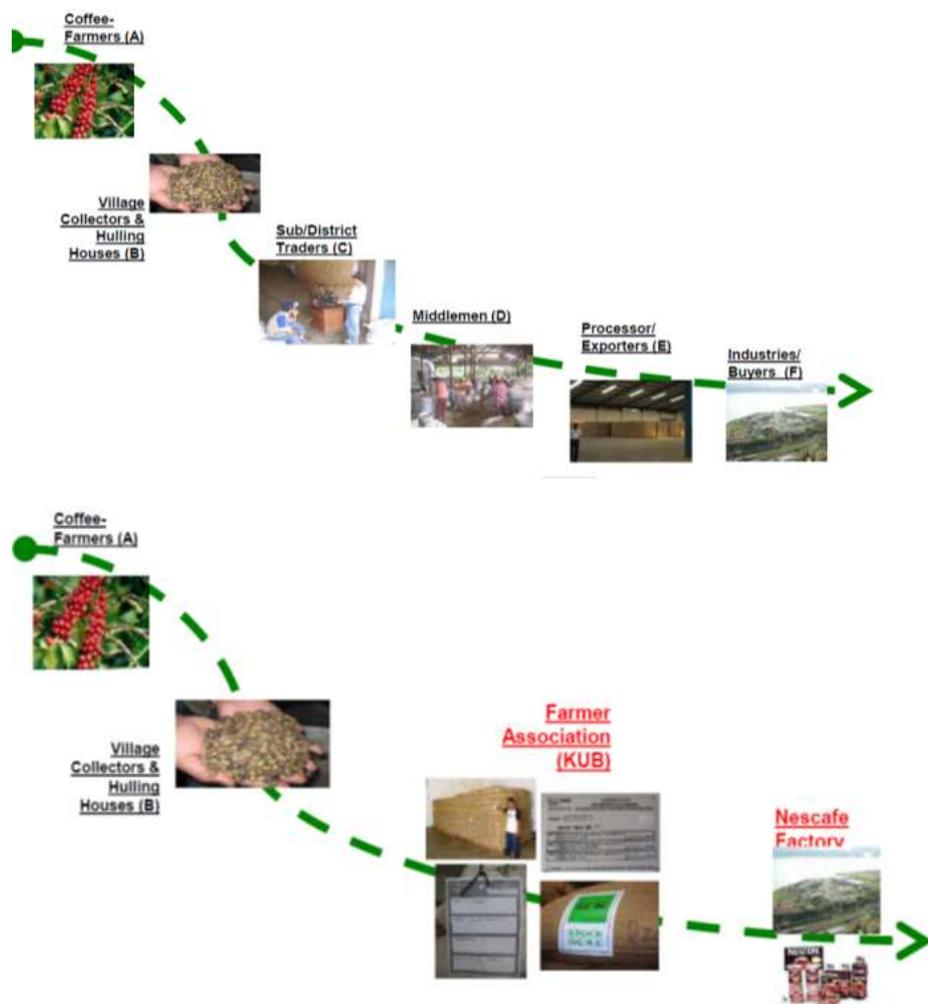 Coffee-
Farmers (A)
Village
Collectors &
Hulling
Houses (B)
Sub/District
Traders (C)
Middlemen (D)
Processor/
Exporters (E)
Industries/
Buyers (F)
Coffee-
Farmers (A)
Village
Collectors &
Hulling
Houses (B)
Farmer
Association
(KUB)
Nescafe
Factory
NESCAFE